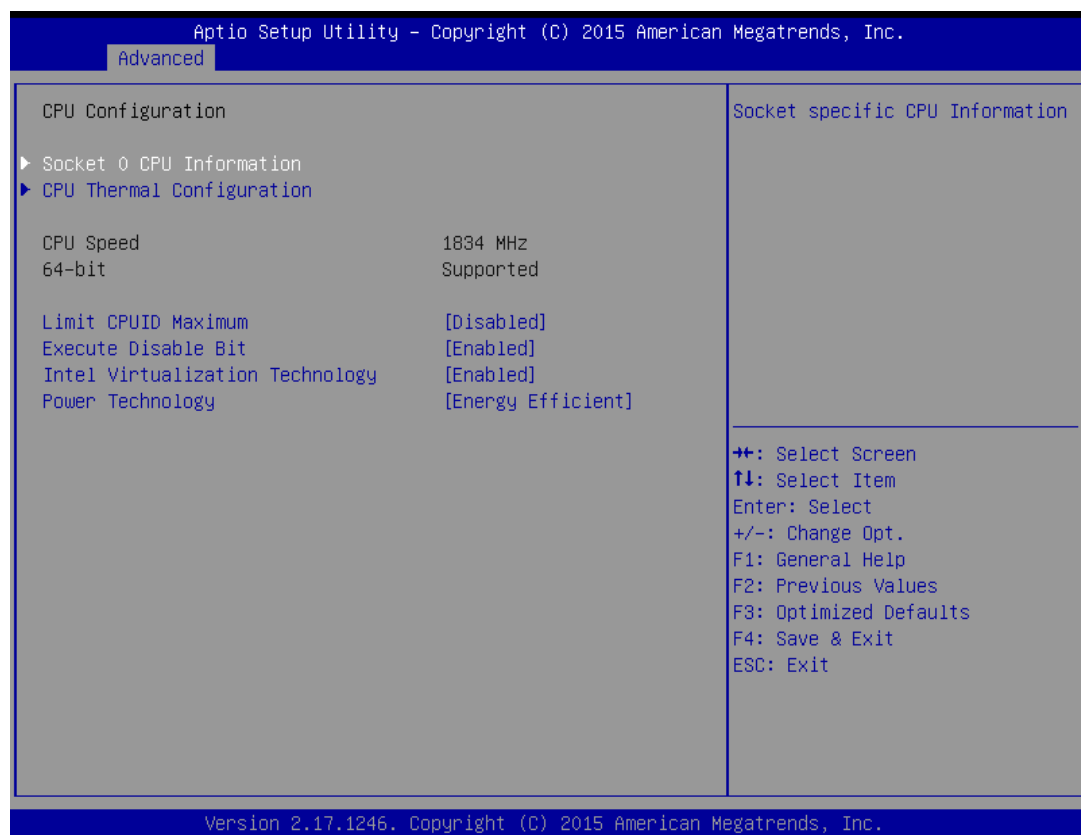 Aptio Setup Utility – Copyright (C) 2015 American Megatrends, Inc.
Advanced
CPU Configuration
Socket 0 CPU Information
CPU Thermal Configuration
CPU Speed 1834 MHz
64-bit Supported
Limit CPUID Maximum [Disabled]
Execute Disable Bit [Enabled]
Intel Virtualization Technology [Enabled]
Power Technology [Energy Efficient]
Socket specific CPU Information
→←: Select Screen
↑↓: Select Item
Enter: Select
+/-: Change Opt.
F1: General Help
F2: Previous Values
F3: Optimized Defaults
F4: Save & Exit
ESC: Exit
Version 2.17.1246. Copyright (C) 2015 American Megatrends, Inc.